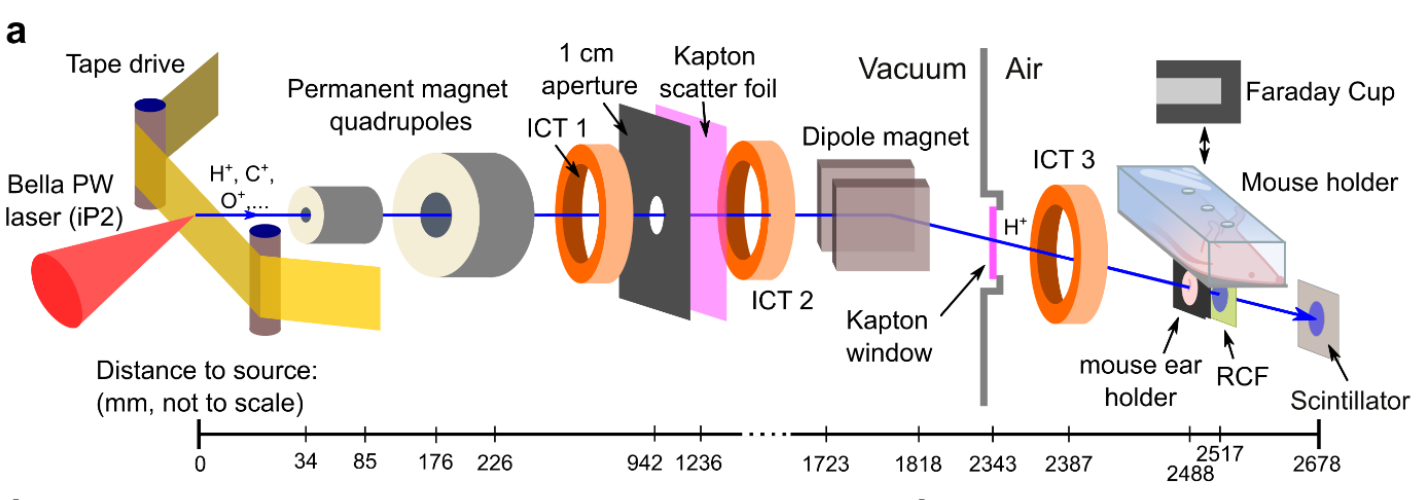 a
Tape drive
Bella PW
laser (iP2)
H⁺, C⁺,
O⁺,...
Permanent magnet
quadrupoles
ICT 1
1 cm
aperture
Kapton
scatter foil
ICT 2
Dipole magnet
Vacuum
Air
Kapton
window
H⁺
ICT 3
Faraday Cup
Mouse holder
mouse ear
holder
RCF
Scintillator
Distance to source:
(mm, not to scale)
0
34
85
176
226
942
1236
1723
1818
2343
2387
2488
2517
2678